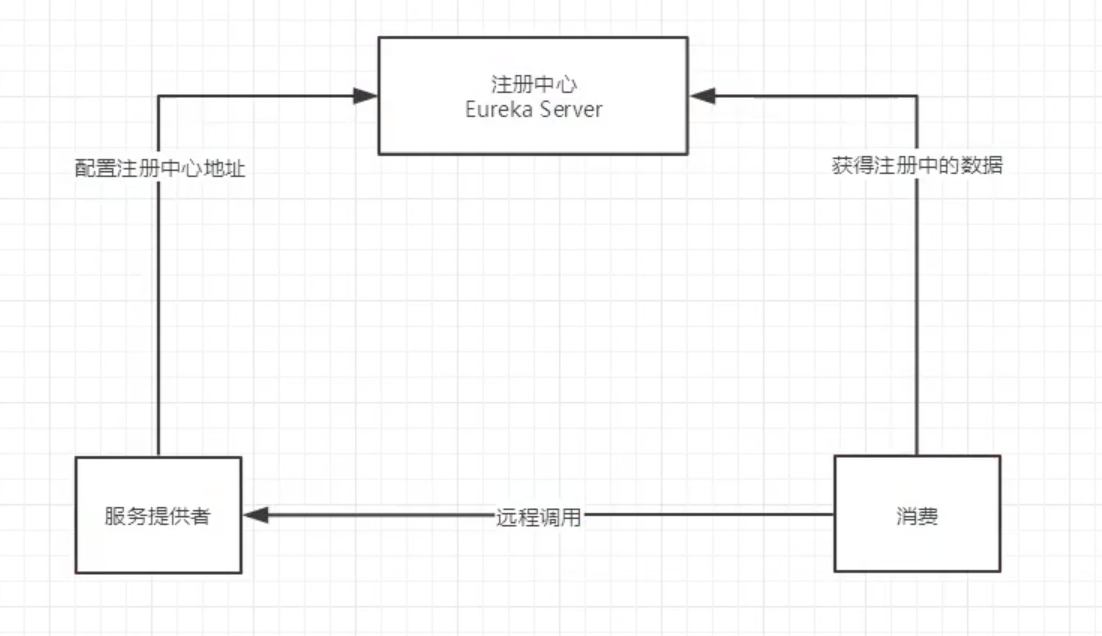 注册中心
Eureka Server
配置注册中心地址
获得注册中的数据
服务提供者
远程调用
消费